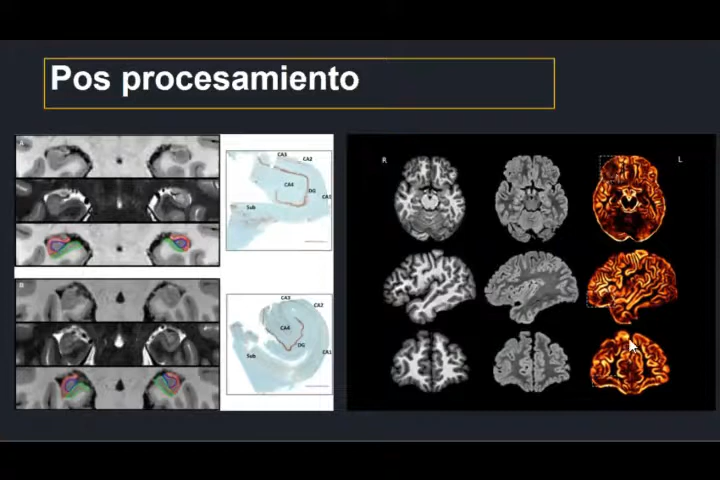 Pos procesamiento
A
CA3
CA2
CA4
DG
CA1
Sub
R
L
CA3
CA2
CA4
DG
CA1
Sub